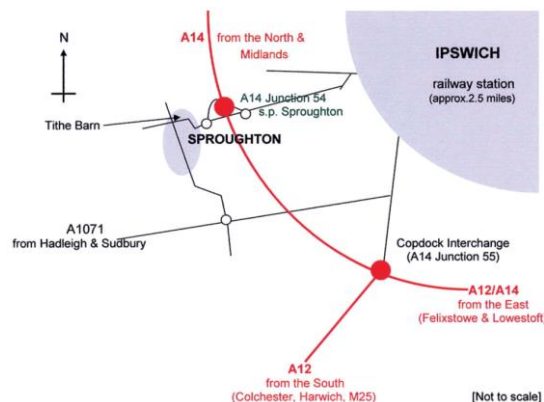 N
A14 from the North &
Midlands
IPSWICH
railway station
(approx.2.5 miles)
A14 Junction 54
s.p. Sproughton
Tithe Barn
SPROUGHTON
A1071
from Hadleigh & Sudbury
Copdock Interchange
(A14 Junction 55)
A12/A14
from the East
(Felixstowe & Lowestoft)
A12
from the South
(Colchester, Harwich, M25)
[Not to scale]